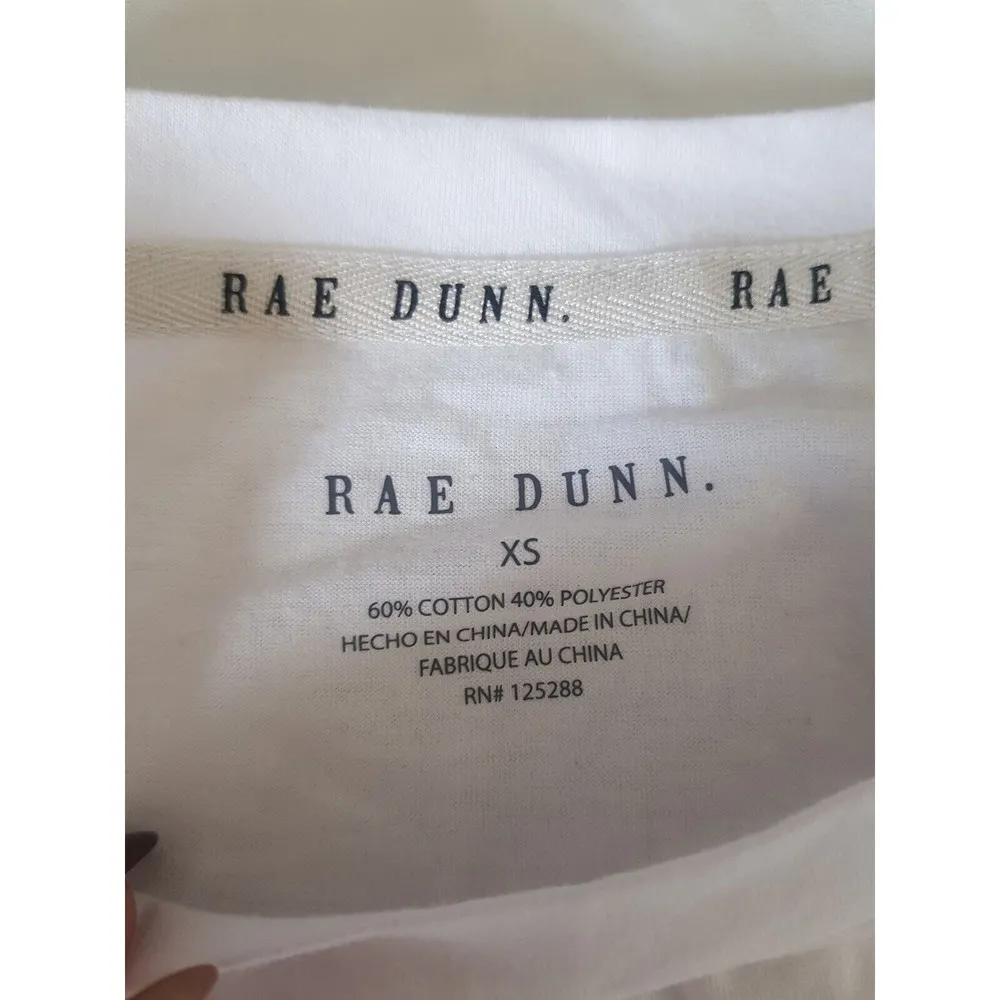 RAE DUNN. RAE
RAE DUNN.
XS
60% COTTON 40% POLYESTER
HECHO EN CHINA/MADE IN CHINA/
FABRIQUE AU CHINA
RN# 125288